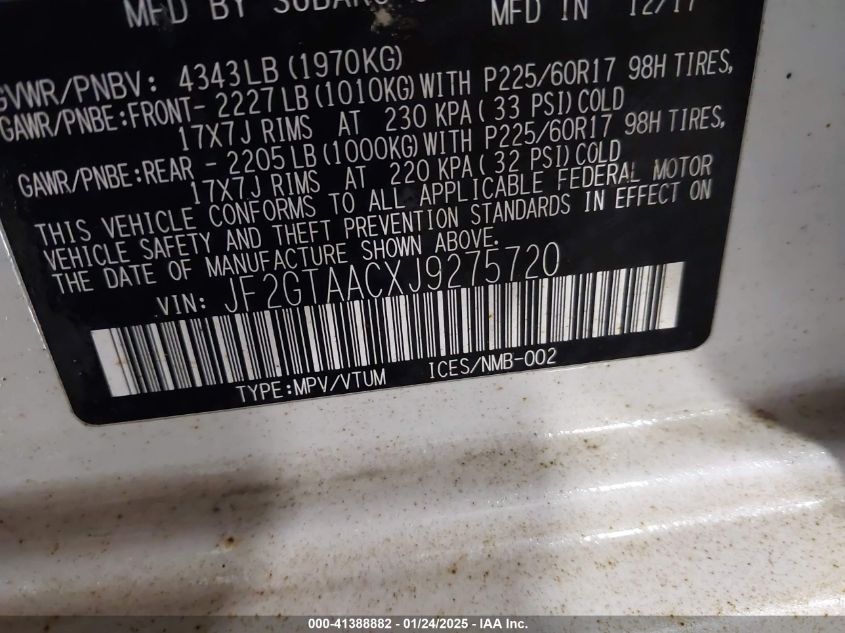 MFD BY SUBARU
MFD IN 12/17
GVWR/PNBV: 4343LB(1970KG)
GAWR/PNBE:FRONT- 2227LB(1010KG)WITH P225/60R17 98H TIRES,
17X7J RIMS AT 230 KPA( 33 PSI)COLD
GAWR/PNBE:REAR - 2205LB(1000KG)WITH P225/60R17 98H TIRES,
17X7J RIMS AT 220 KPA( 32 PSI)COLD
THIS VEHICLE CONFORMS TO ALL APPLICABLE FEDERAL MOTOR
VEHICLE SAFETY AND THEFT PREVENTION STANDARDS IN EFFECT ON
THE DATE OF MANUFACTURE SHOWN ABOVE.
VIN: JF2GTAACXJ9275720
TYPE:MPV/VTUM ICES/NMB-002
000-41388882 - 01/24/2025 - IAA Inc.